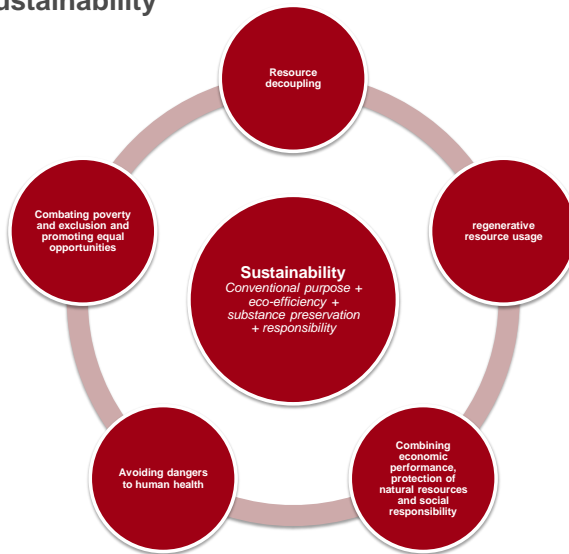 ustainability
Resource
decoupling
regenerative
resource usage
Combining
economic
performance,
protection of
natural resources
and social
responsibility
Avoiding dangers
to human health
Combating poverty
and exclusion and
promoting equal
opportunities
Sustainability
Conventional purpose +
eco-efficiency +
substance preservation
+ responsibility